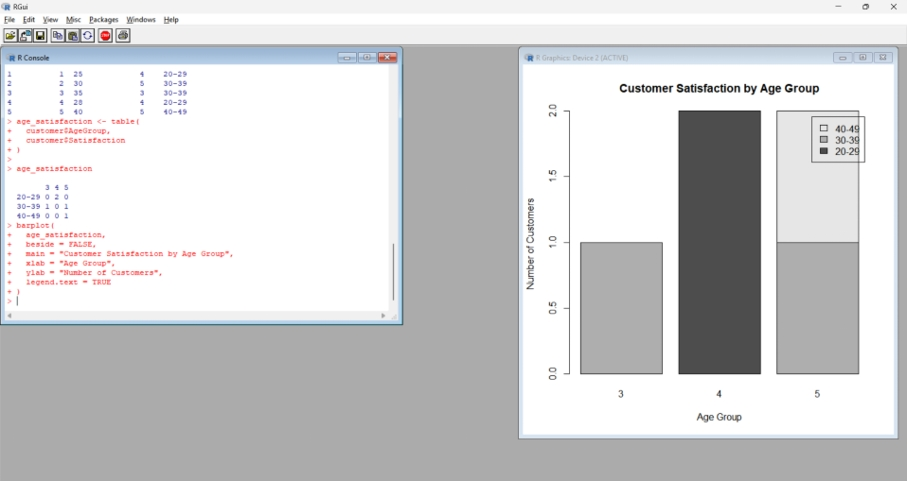 RGui
File Edit View Misc Packages Windows Help
STOP
R Console
1 1 25 4 20-29
2 2 30 5 30-39
3 3 35 3 30-39
4 4 28 4 20-29
5 5 40 5 40-49
> age_satisfaction <- table(
+ customer$AgeGroup,
+ customer$Satisfaction
+ )
>
> age_satisfaction
3 4 5
20-29 0 2 0
30-39 1 0 1
40-49 0 0 1
> barplot(
+ age_satisfaction,
+ beside = FALSE,
+ main = "Customer Satisfaction by Age Group",
+ xlab = "Age Group",
+ ylab = "Number of Customers",
+ legend.text = TRUE
+ )
>
R Graphics: Device 2 (ACTIVE)
Customer Satisfaction by Age Group
Number of Customers
2.0
1.5
1.0
0.5
0.0
40-49
30-39
20-29
3 4 5
Age Group